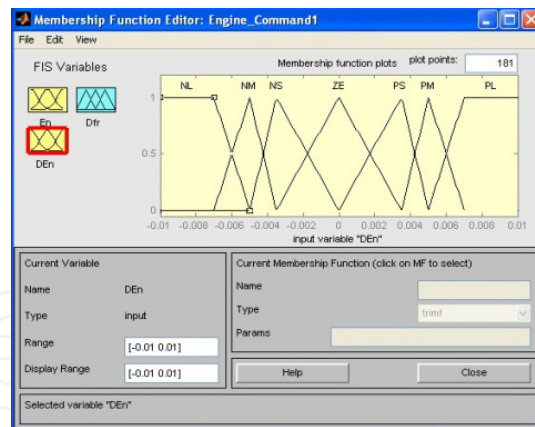 Membership Function Editor: Engine_Command1
File Edit View
FIS Variables
Membership function plots plot points: 181
En Dfr
DEn
NL NM NS ZE PS PM PL
1
0.5
0
-0.01 -0.008 -0.006 -0.004 -0.002 0 0.002 0.004 0.006 0.008 0.01
input variable "DEn"
Current Variable
Name DEn
Type input
Range [-0.01 0.01]
Display Range [-0.01 0.01]
Current Membership Function (click on MF to select)
Name
Type trimf
Params
Help Close
Selected variable "DEn"